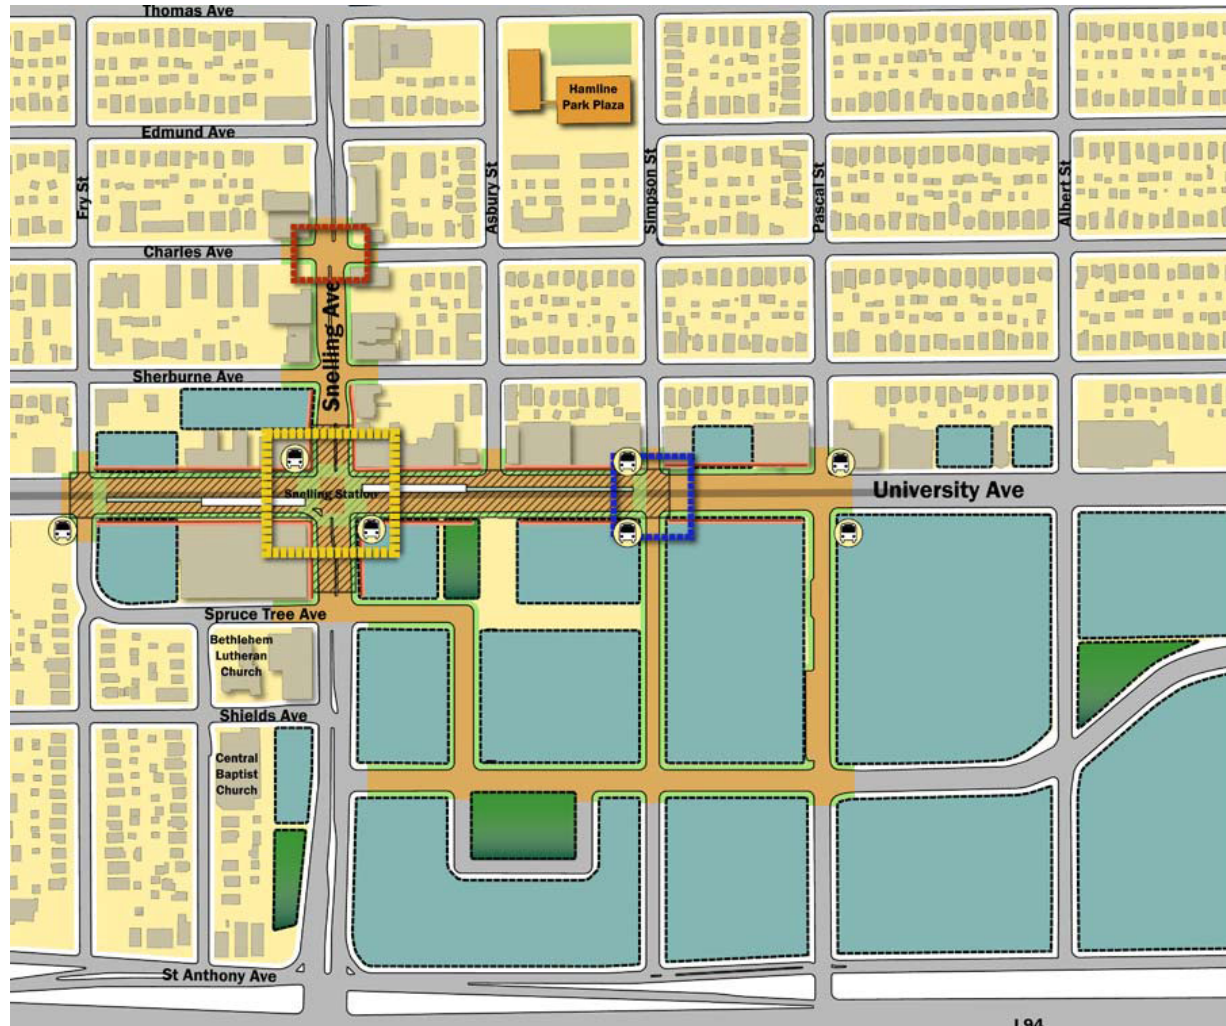 Thomas Ave
Hamline
Park Plaza
Edmund Ave
Fry St
Asbury St
Simpson St
Pascal St
Albert St
Charles Ave
Snelling Ave
Sherburne Ave
Snelling Station
University Ave
Spruce Tree Ave
Bethlehem
Lutheran
Church
Shields Ave
Central
Baptist
Church
St Anthony Ave
I 94